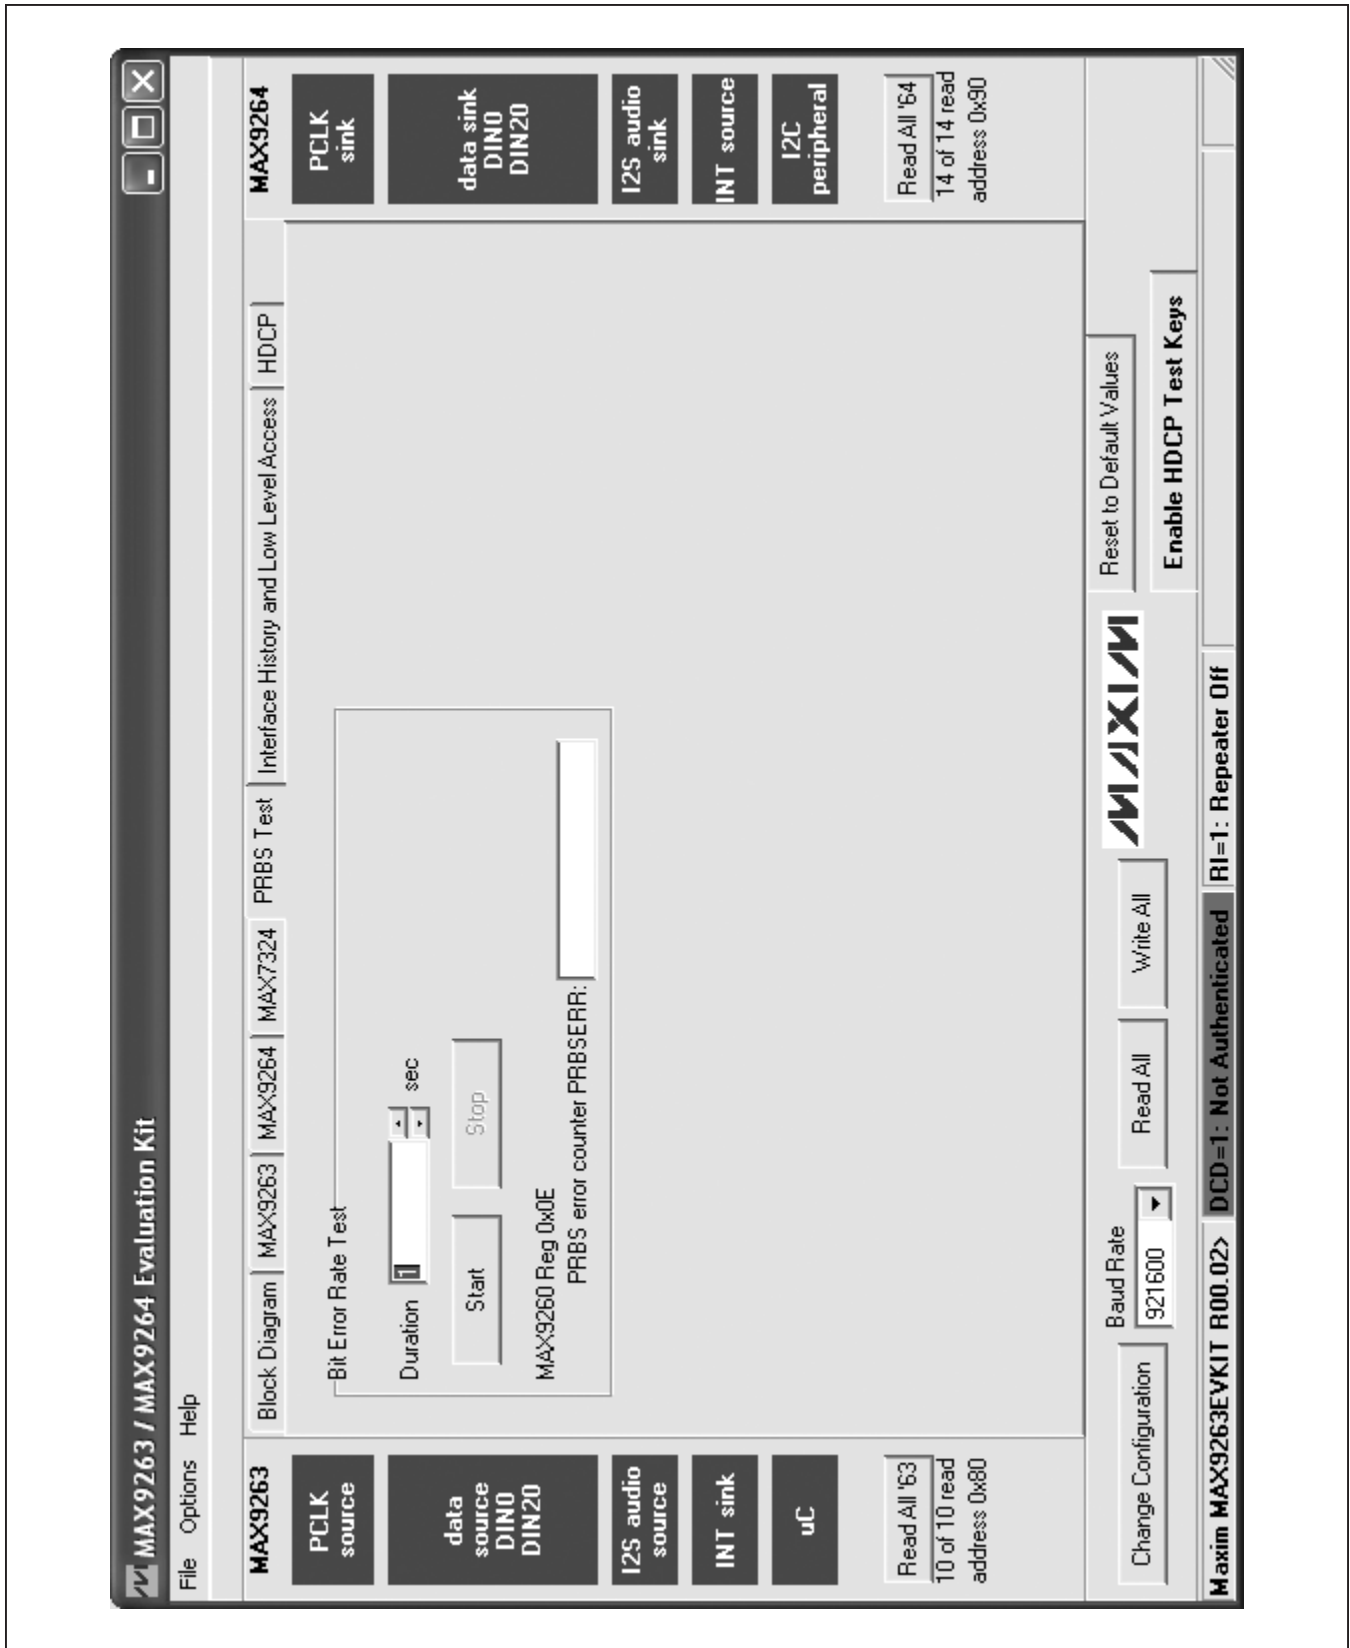 MAX9263 / MAX9264 Evaluation Kit
File Options Help
MAX9263
PCLK
source
data
source
DIN0
DIN20
I2S audio
source
INT sink
uC
Read All '63
10 of 10 read
address 0x80
Block Diagram MAX9263 MAX9264 MAX7324 PRBS Test Interface History and Low Level Access HDCP
Bit Error Rate Test
Duration 1 sec
Start Stop
MAX9260 Reg 0x0E
PRBS error counter PRBSERR:
MAX9264
PCLK
sink
data sink
DIN0
DIN20
I2S audio
sink
INT source
I2C
peripheral
Read All '64
14 of 14 read
address 0x90
Change Configuration
Baud Rate
921600
Read All
Write All
MAXIM
Reset to Default Values
Enable HDCP Test Keys
Maxim MAX9263EVKIT R00.02> DCD=1: Not Authenticated RI=1: Repeater Off